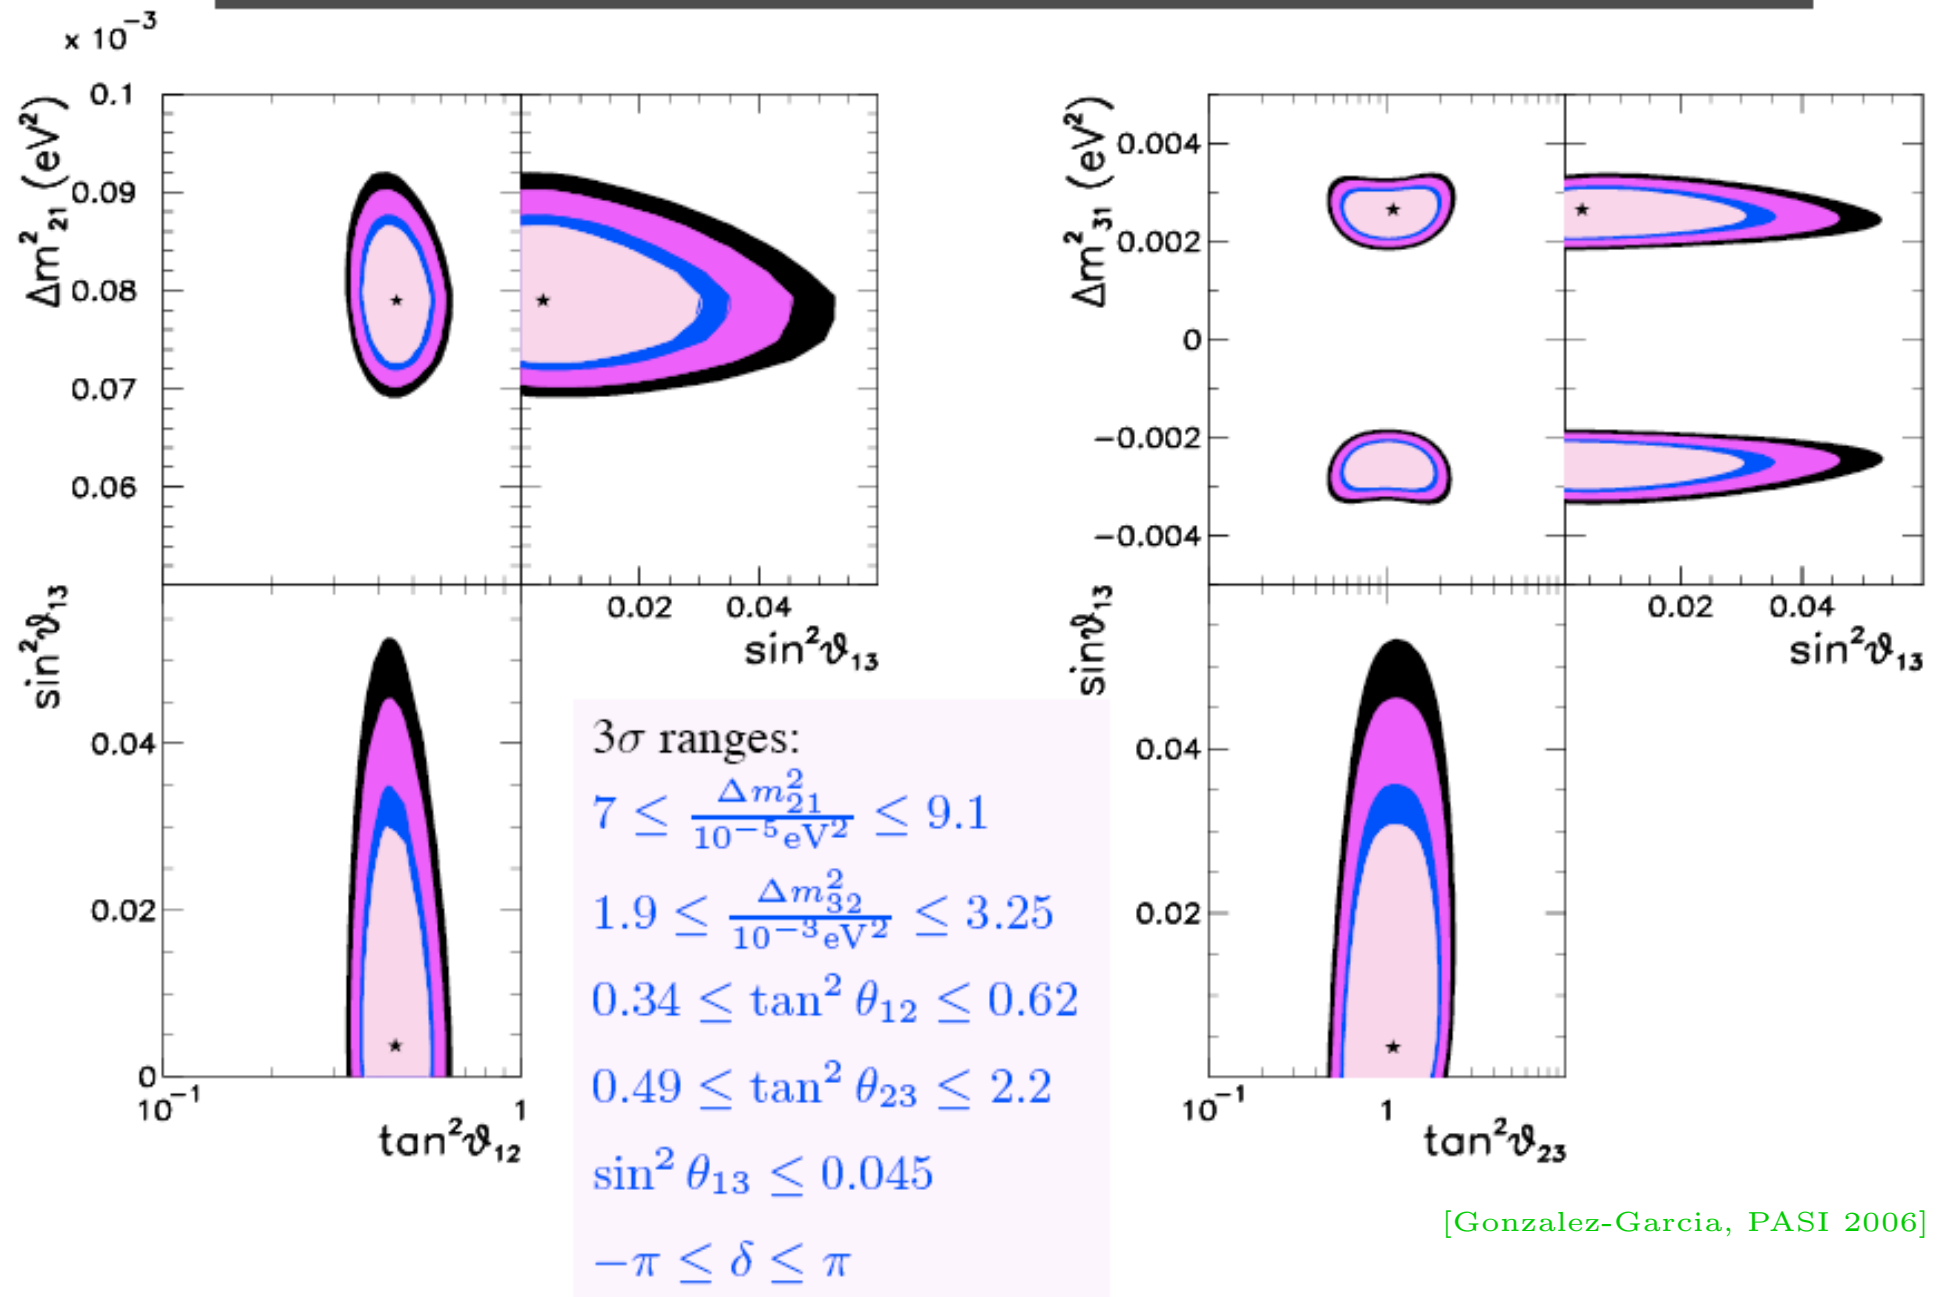 x 10⁻³
Δm²₂₁ (eV²)
0.1
0.09
0.08
0.07
0.06
0.02 0.04
sin²ϑ₁₃
sin²ϑ₁₃
0.04
0.02
0
10⁻¹ 1
tan²ϑ₁₂
Δm²₃₁ (eV²)
0.004
0.002
0
−0.002
−0.004
0.02 0.04
sin²ϑ₁₃
sinϑ₁₃
0.04
0.02
10⁻¹ 1
tan²ϑ₂₃
3σ ranges:
7 ≤ Δm²₂₁ / 10⁻⁵eV² ≤ 9.1
1.9 ≤ Δm²₃₂ / 10⁻³eV² ≤ 3.25
0.34 ≤ tan² θ₁₂ ≤ 0.62
0.49 ≤ tan² θ₂₃ ≤ 2.2
sin² θ₁₃ ≤ 0.045
−π ≤ δ ≤ π
[Gonzalez-Garcia, PASI 2006]